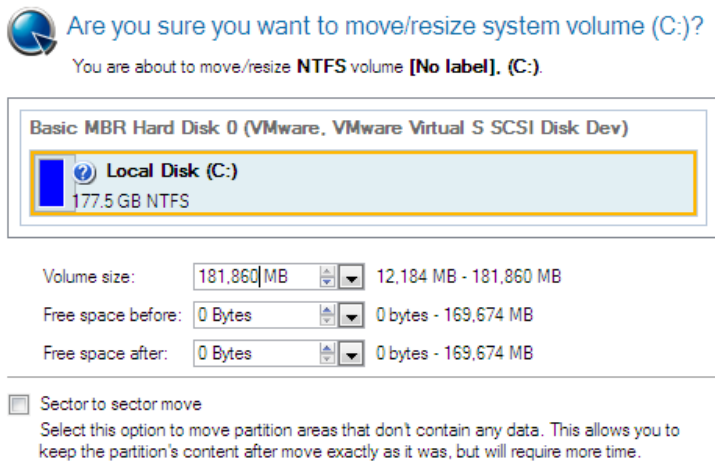 Are you sure you want to move/resize system volume (C:)?
You are about to move/resize NTFS volume [No label], (C:).
Basic MBR Hard Disk 0 (VMware, VMware Virtual S SCSI Disk Dev)
Local Disk (C:)
177.5 GB NTFS
Volume size: 181,860 MB 12,184 MB - 181,860 MB
Free space before: 0 Bytes 0 bytes - 169,674 MB
Free space after: 0 Bytes 0 bytes - 169,674 MB
Sector to sector move
Select this option to move partition areas that don't contain any data. This allows you to
keep the partition's content after move exactly as it was, but will require more time.